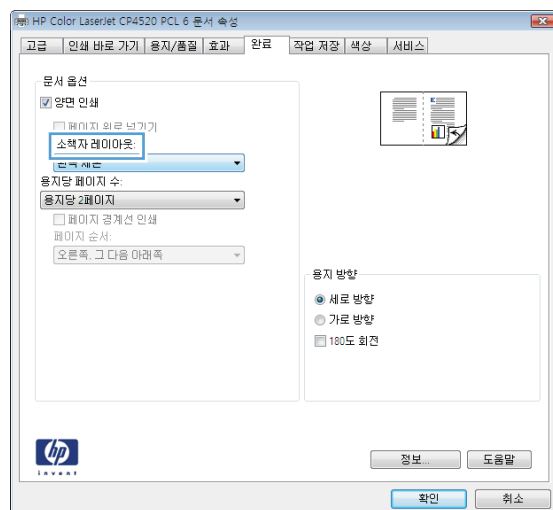 HP Color LaserJet CP4520 PCL 6 문서 속성
고급 인쇄 바로 가기 용지/품질 효과 완료 작업 저장 색상 서비스
문서 옵션
양면 인쇄
페이지 위로 넘기기
소책자 레이아웃:
왼쪽 제본
용지당 페이지 수:
용지당 2페이지
페이지 경계선 인쇄
페이지 순서:
오른쪽, 그 다음 아래쪽
용지 방향
세로 방향
가로 방향
180도 회전
hp
invent
정보... 도움말
확인 취소